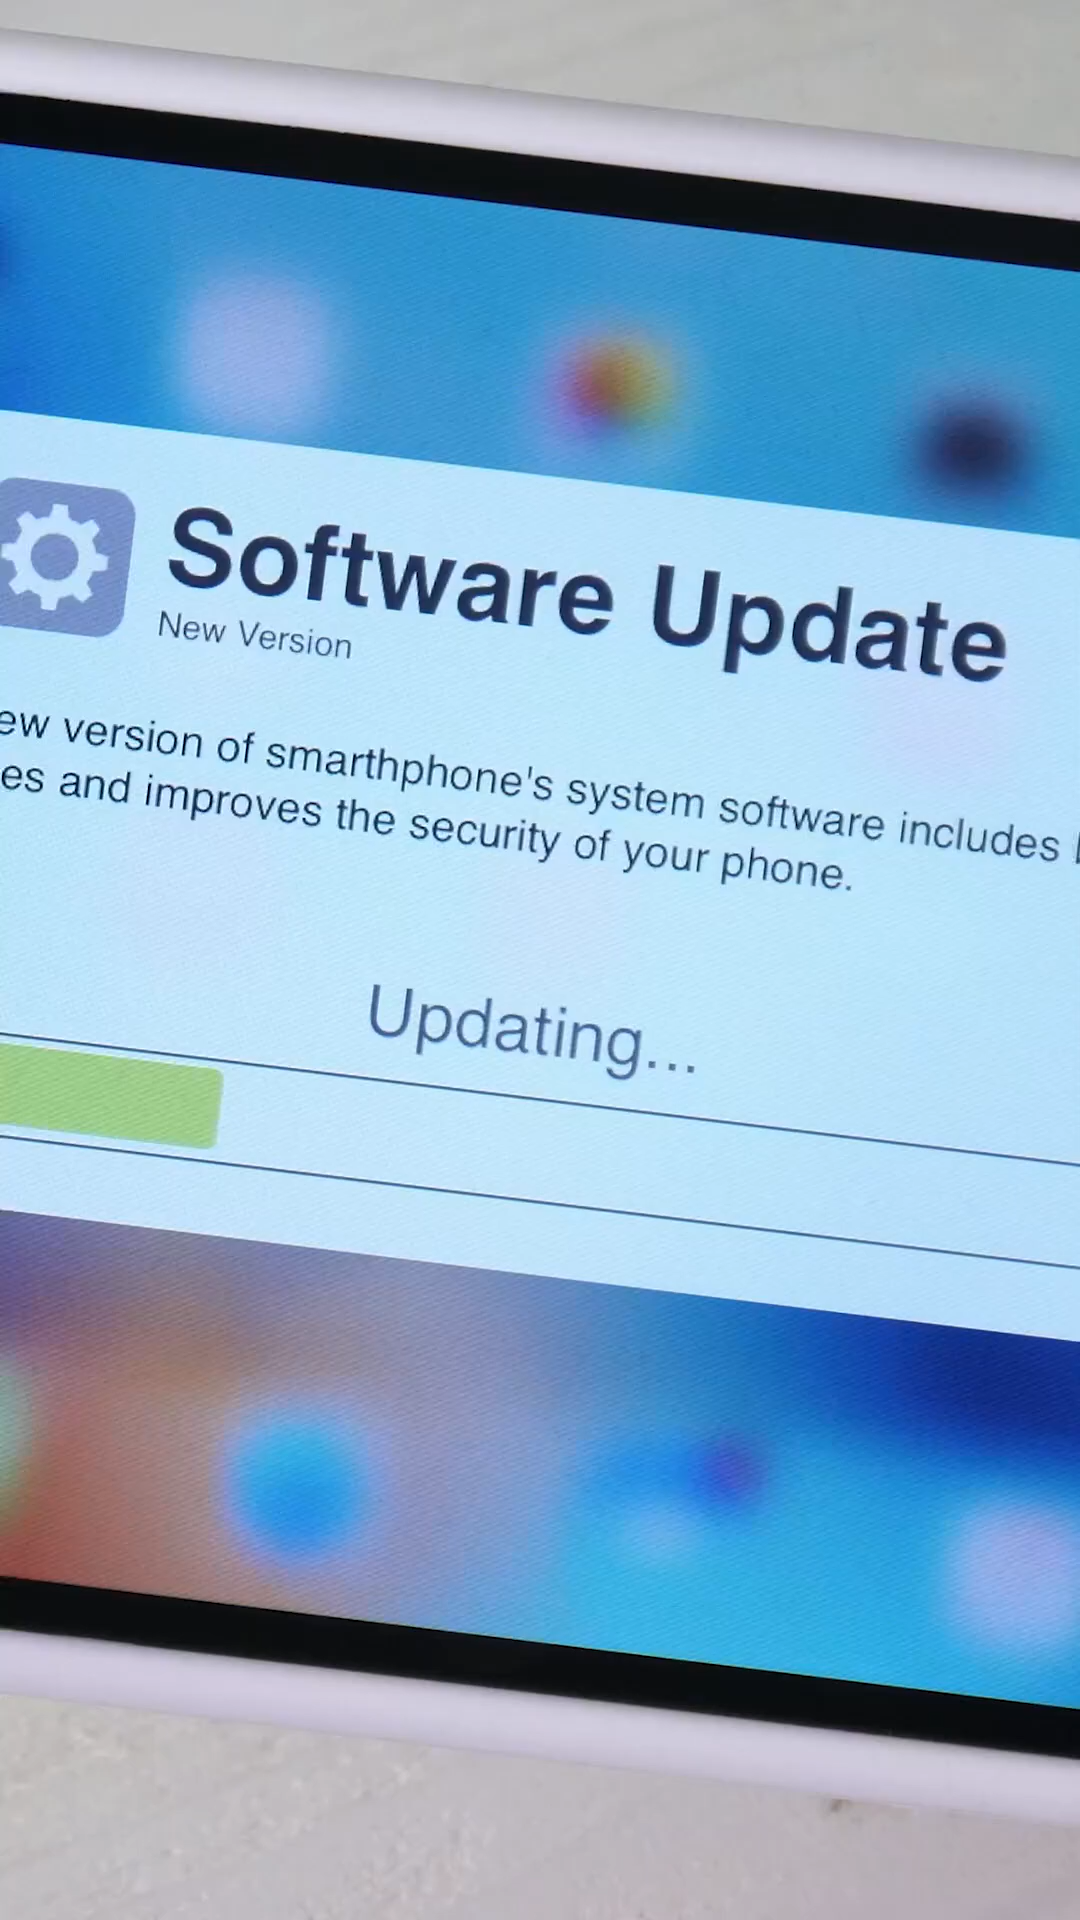 Software Update
New Version
ew version of smarthphone's system software includes
es and improves the security of your phone.
Updating...